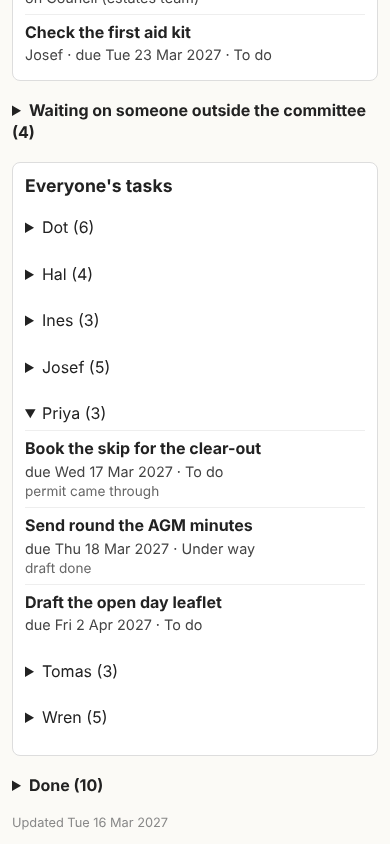 on Council (estates team)
Check the first aid kit
Josef · due Tue 23 Mar 2027 · To do
Waiting on someone outside the committee
(4)
Everyone's tasks
Dot (6)
Hal (4)
Ines (3)
Josef (5)
Priya (3)
Book the skip for the clear-out
due Wed 17 Mar 2027 · To do
permit came through
Send round the AGM minutes
due Thu 18 Mar 2027 · Under way
draft done
Draft the open day leaflet
due Fri 2 Apr 2027 · To do
Tomas (3)
Wren (5)
Done (10)
Updated Tue 16 Mar 2027